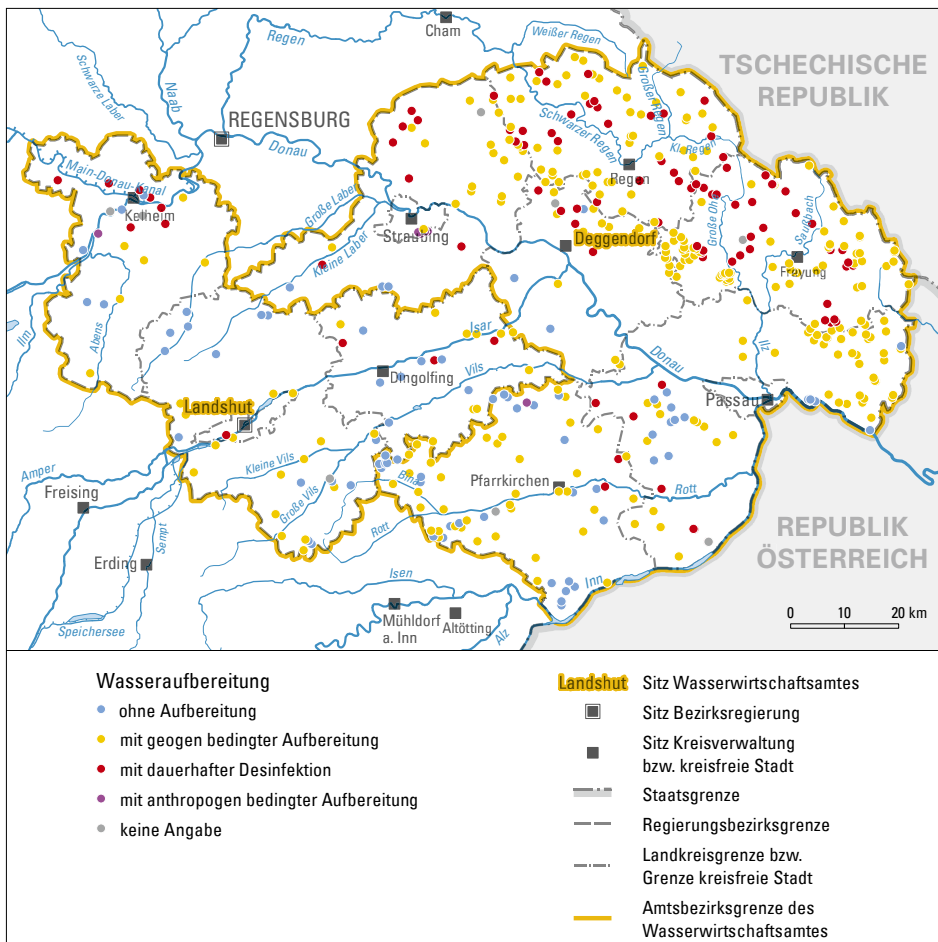 Cham
Regen
Weißer Regen
TSCHECHISCHE
REPUBLIK
Schwarze Laber
Naab
REGENSBURG
Donau
Großer Regen
Schwarzer Regen
Kl. Regen
Regen
Main-Donau-Kanal
Kelheim
Große Laber
Kleine Laber
Straubing
Deggendorf
Große Ohe
Freyung
Ilm
Abens
Isar
Vils
Donau
Ilz
Dingolfing
Passau
Landshut
Kleine Vils
Große Vils
Bina
Amper
Freising
Pfarrkirchen
Rott
Rott
Sempt
Erding
Isen
Inn
REPUBLIK
ÖSTERREICH
Speichersee
Mühldorf
a. Inn
Altötting
Alz
0 10 20 km
Wasseraufbereitung
ohne Aufbereitung
mit geogen bedingter Aufbereitung
mit dauerhafter Desinfektion
mit anthropogen bedingter Aufbereitung
keine Angabe
Landshut Sitz Wasserwirtschaftsamtes
Sitz Bezirksregierung
Sitz Kreisverwaltung
bzw. kreisfreie Stadt
Staatsgrenze
Regierungsbezirksgrenze
Landkreisgrenze bzw.
Grenze kreisfreie Stadt
Amtsbezirksgrenze des
Wasserwirtschaftsamtes